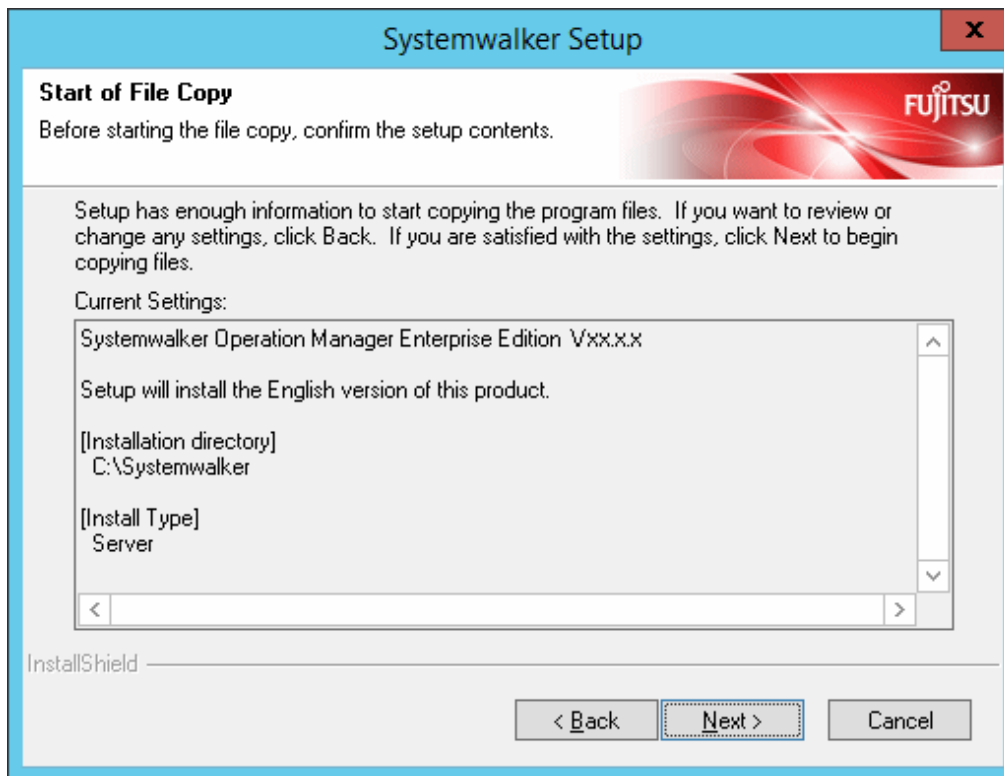 Systemwalker Setup
x
Start of File Copy
FUJITSU
Before starting the file copy, confirm the setup contents.
Setup has enough information to start copying the program files.  If you want to review or
change any settings, click Back.  If you are satisfied with the settings, click Next to begin
copying files.
Current Settings:
Systemwalker Operation Manager Enterprise Edition Vxx.x.x
Setup will install the English version of this product.
[Installation directory]
C:\Systemwalker
[Install Type]
Server
InstallShield
< Back
Next >
Cancel